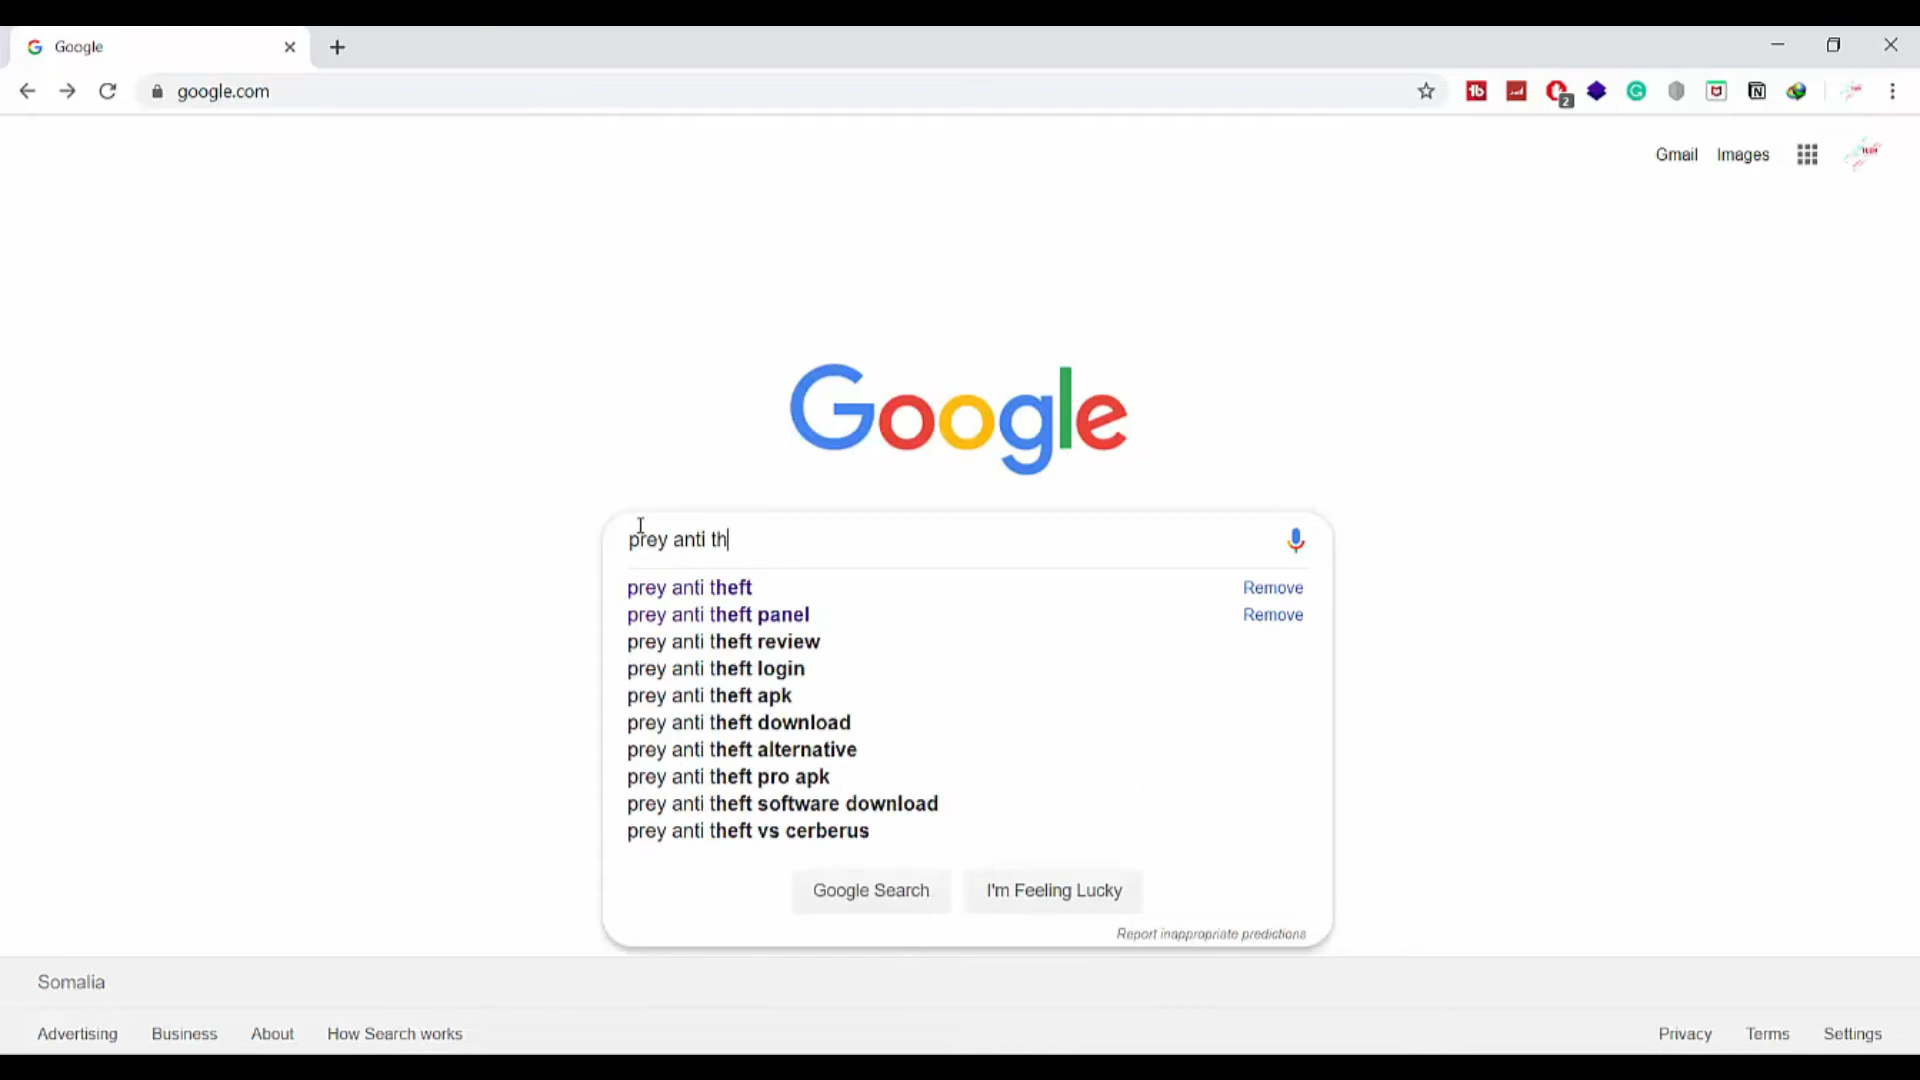 Google
google.com
2
Gmail Images
TECH
Google
prey anti th
prey anti theft Remove
prey anti theft panel Remove
prey anti theft review
prey anti theft login
prey anti theft apk
prey anti theft download
prey anti theft alternative
prey anti theft pro apk
prey anti theft software download
prey anti theft vs cerberus
Google Search I'm Feeling Lucky
Report inappropriate predictions
Somalia
Advertising Business About How Search works Privacy Terms Settings